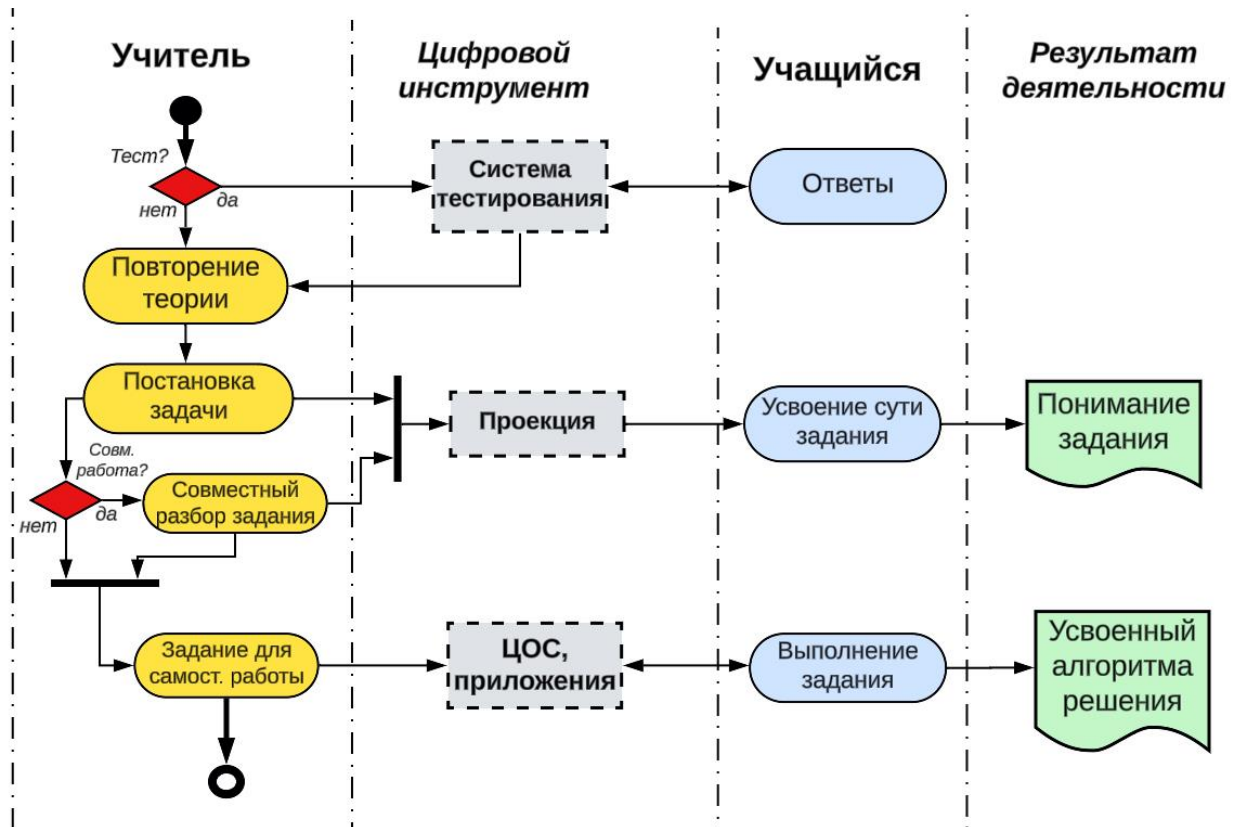 Учитель
Цифровой
инструмент
Учащийся
Результат
деятельности
Тест?
да
нет
Система
тестирования
Ответы
Повторение
теории
Постановка
задачи
Проекция
Усвоение сути
задания
Понимание
задания
Совм.
работа?
да
нет
Совместный
разбор задания
Задание для
самост. работы
ЦОС,
приложения
Выполнение
задания
Усвоенный
алгоритма
решения